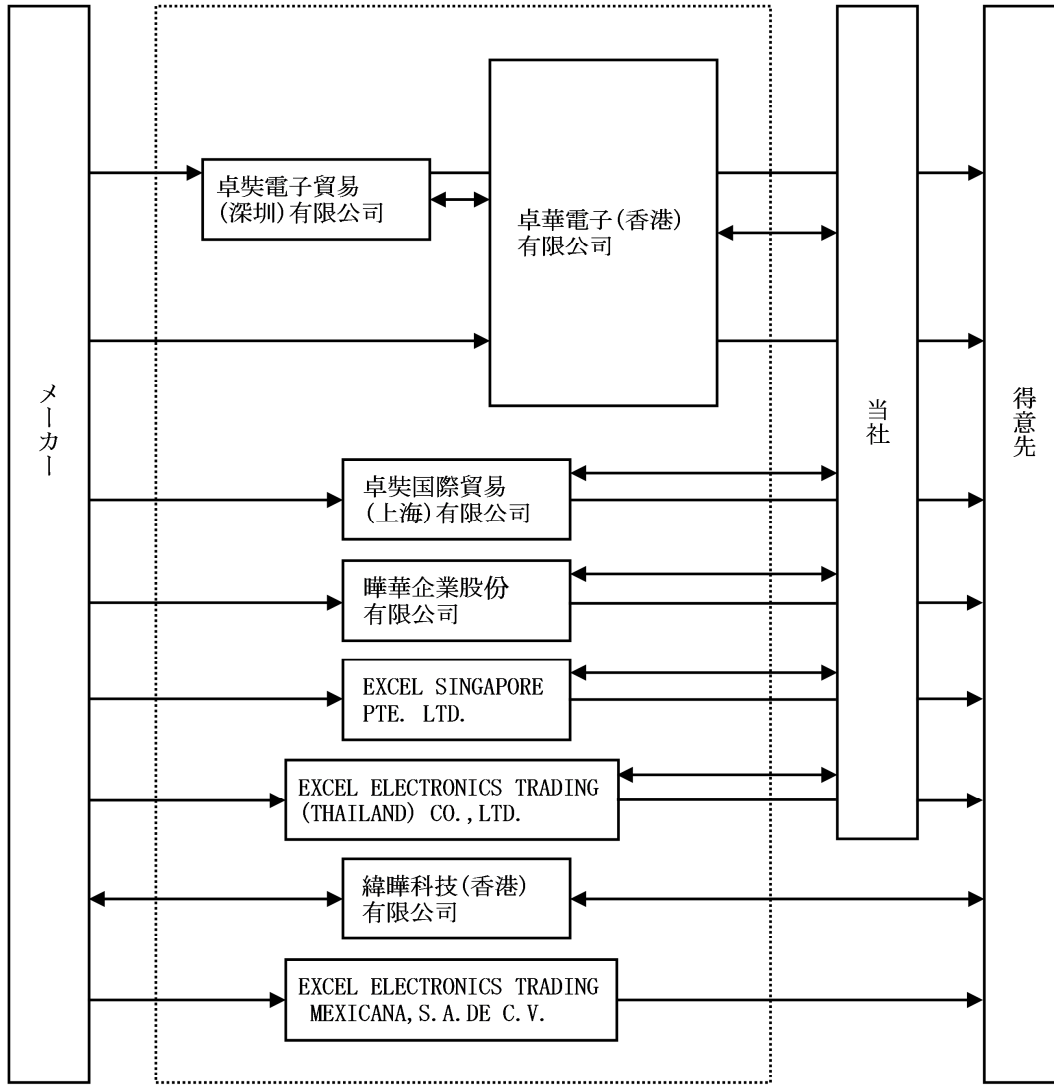 メーカー
卓奘電子貿易
(深圳)有限公司
卓華電子(香港)
有限公司
卓奘国際貿易
(上海)有限公司
曄華企業股份
有限公司
EXCEL SINGAPORE
PTE. LTD.
EXCEL ELECTRONICS TRADING
(THAILAND) CO.,LTD.
緯曄科技(香港)
有限公司
EXCEL ELECTRONICS TRADING
MEXICANA,S.A.DE C.V.
当社
得意先